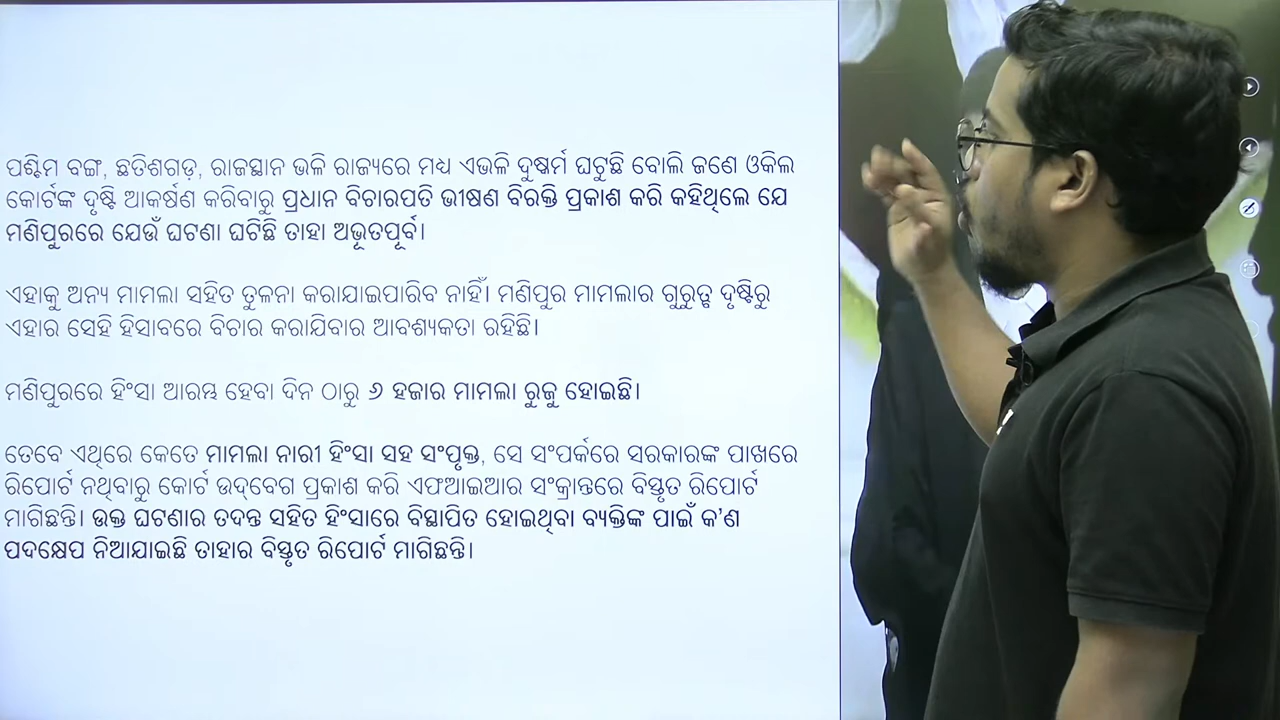 ପଶ୍ଚିମ ବଙ୍ଗ, ଛତିଶଗଡ଼, ରାଜସ୍ଥାନ ଭଳି ରାଜ୍ୟରେ ମଧ୍ୟ ଏଭଳି ଦୁଷ୍କର୍ମ ଘଟୁଛି ବୋଲି ଜଣେ ଓକିଲ
କୋର୍ଟଙ୍କ ଦୃଷ୍ଟି ଆକର୍ଷଣ କରିବାରୁ ପ୍ରଧାନ ବିଚାରପତି ଭୀଷଣ ବିରକ୍ତି ପ୍ରକାଶ କରି କହିଥିଲେ ଯେ
ମଣିପୁରରେ ଯେଉଁ ଘଟଣା ଘଟିଛି ତାହା ଅଭୂତପୂର୍ବ।
ଏହାକୁ ଅନ୍ୟ ମାମଲା ସହିତ ତୁଳନା କରାଯାଇପାରିବ ନାହିଁ। ମଣିପୁର ମାମଲାର ଗୁରୁତ୍ୱ ଦୃଷ୍ଟିରୁ
ଏହାର ସେହି ହିସାବରେ ବିଚାର କରାଯିବାର ଆବଶ୍ୟକତା ରହିଛି।
ମଣିପୁରରେ ହିଂସା ଆରମ୍ଭ ହେବା ଦିନ ଠାରୁ ୬ ହଜାର ମାମଲା ରୁଜୁ ହୋଇଛି।
ତେବେ ଏଥିରେ କେତେ ମାମଲା ନାରୀ ହିଂସା ସହ ସଂପୃକ୍ତ, ସେ ସଂପର୍କରେ ସରକାରଙ୍କ ପାଖରେ
ରିପୋର୍ଟ ନଥିବାରୁ କୋର୍ଟ ଉଦ୍‌ବେଗ ପ୍ରକାଶ କରି ଏଫଆଇଆର ସଂକ୍ରାନ୍ତରେ ବିସ୍ତୃତ ରିପୋର୍ଟ
ମାଗିଛନ୍ତି। ଉକ୍ତ ଘଟଣାର ତଦନ୍ତ ସହିତ ହିଂସାରେ ବିସ୍ଥାପିତ ହୋଇଥିବା ବ୍ୟକ୍ତିଙ୍କ ପାଇଁ କ'ଣ
ପଦକ୍ଷେପ ନିଆଯାଇଛି ତାହାର ବିସ୍ତୃତ ରିପୋର୍ଟ ମାଗିଛନ୍ତି।